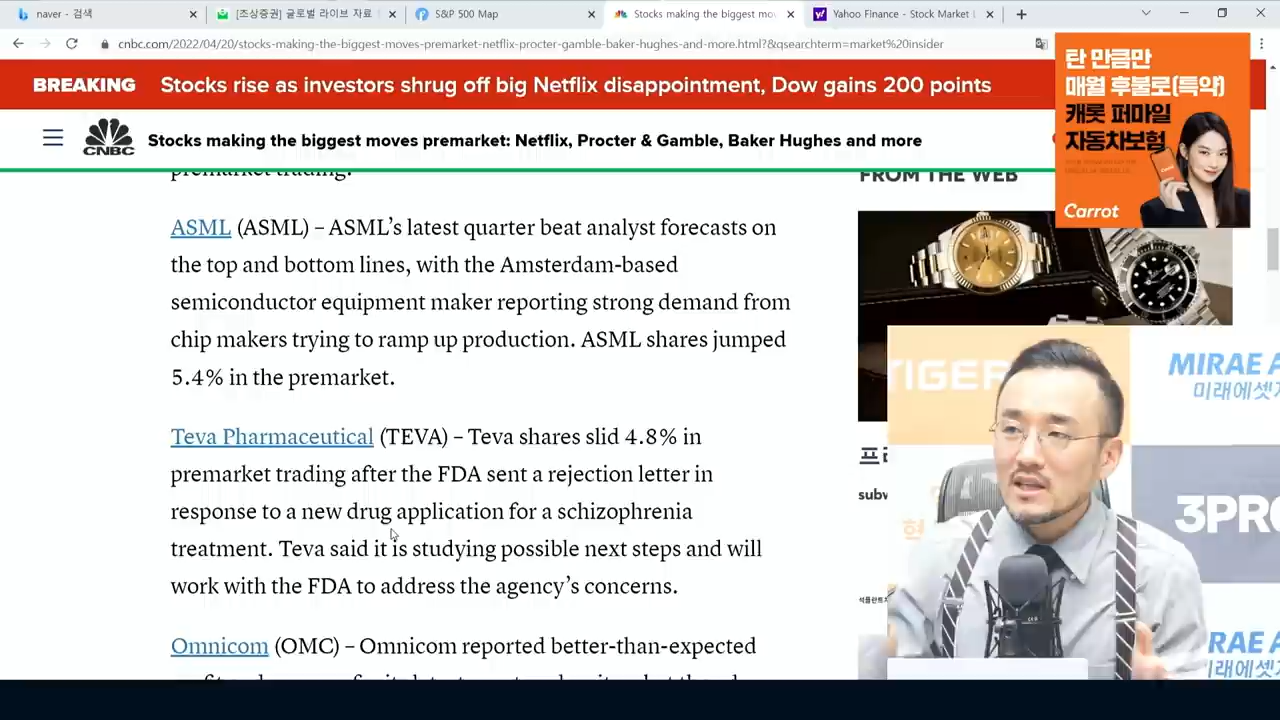 naver - 검색
[조상증권] 글로벌 라이브 자료
S&P 500 Map
Stocks making the biggest mo
Yahoo Finance - Stock Market
cnbc.com/2022/04/20/stocks-making-the-biggest-moves-premarket-netflix-procter-gamble-baker-hughes-and-more.html?&qsearchterm=market%20insider
BREAKING Stocks rise as investors shrug off big Netflix disappointment, Dow gains 200 points
CNBC
Stocks making the biggest moves premarket: Netflix, Procter & Gamble, Baker Hughes and more
premarket trading.
ASML (ASML) – ASML’s latest quarter beat analyst forecasts on
the top and bottom lines, with the Amsterdam-based
semiconductor equipment maker reporting strong demand from
chip makers trying to ramp up production. ASML shares jumped
5.4% in the premarket.
Teva Pharmaceutical (TEVA) – Teva shares slid 4.8% in
premarket trading after the FDA sent a rejection letter in
response to a new drug application for a schizophrenia
treatment. Teva said it is studying possible next steps and will
work with the FDA to address the agency’s concerns.
Omnicom (OMC) – Omnicom reported better-than-expected
FROM THE WEB
탄 만큼만
매월 후불로(특약)
캐롯 퍼마일
자동차보험
Carrot
TIGER
MIRAE A
미래에셋
3PRO
RAE A
래에셋